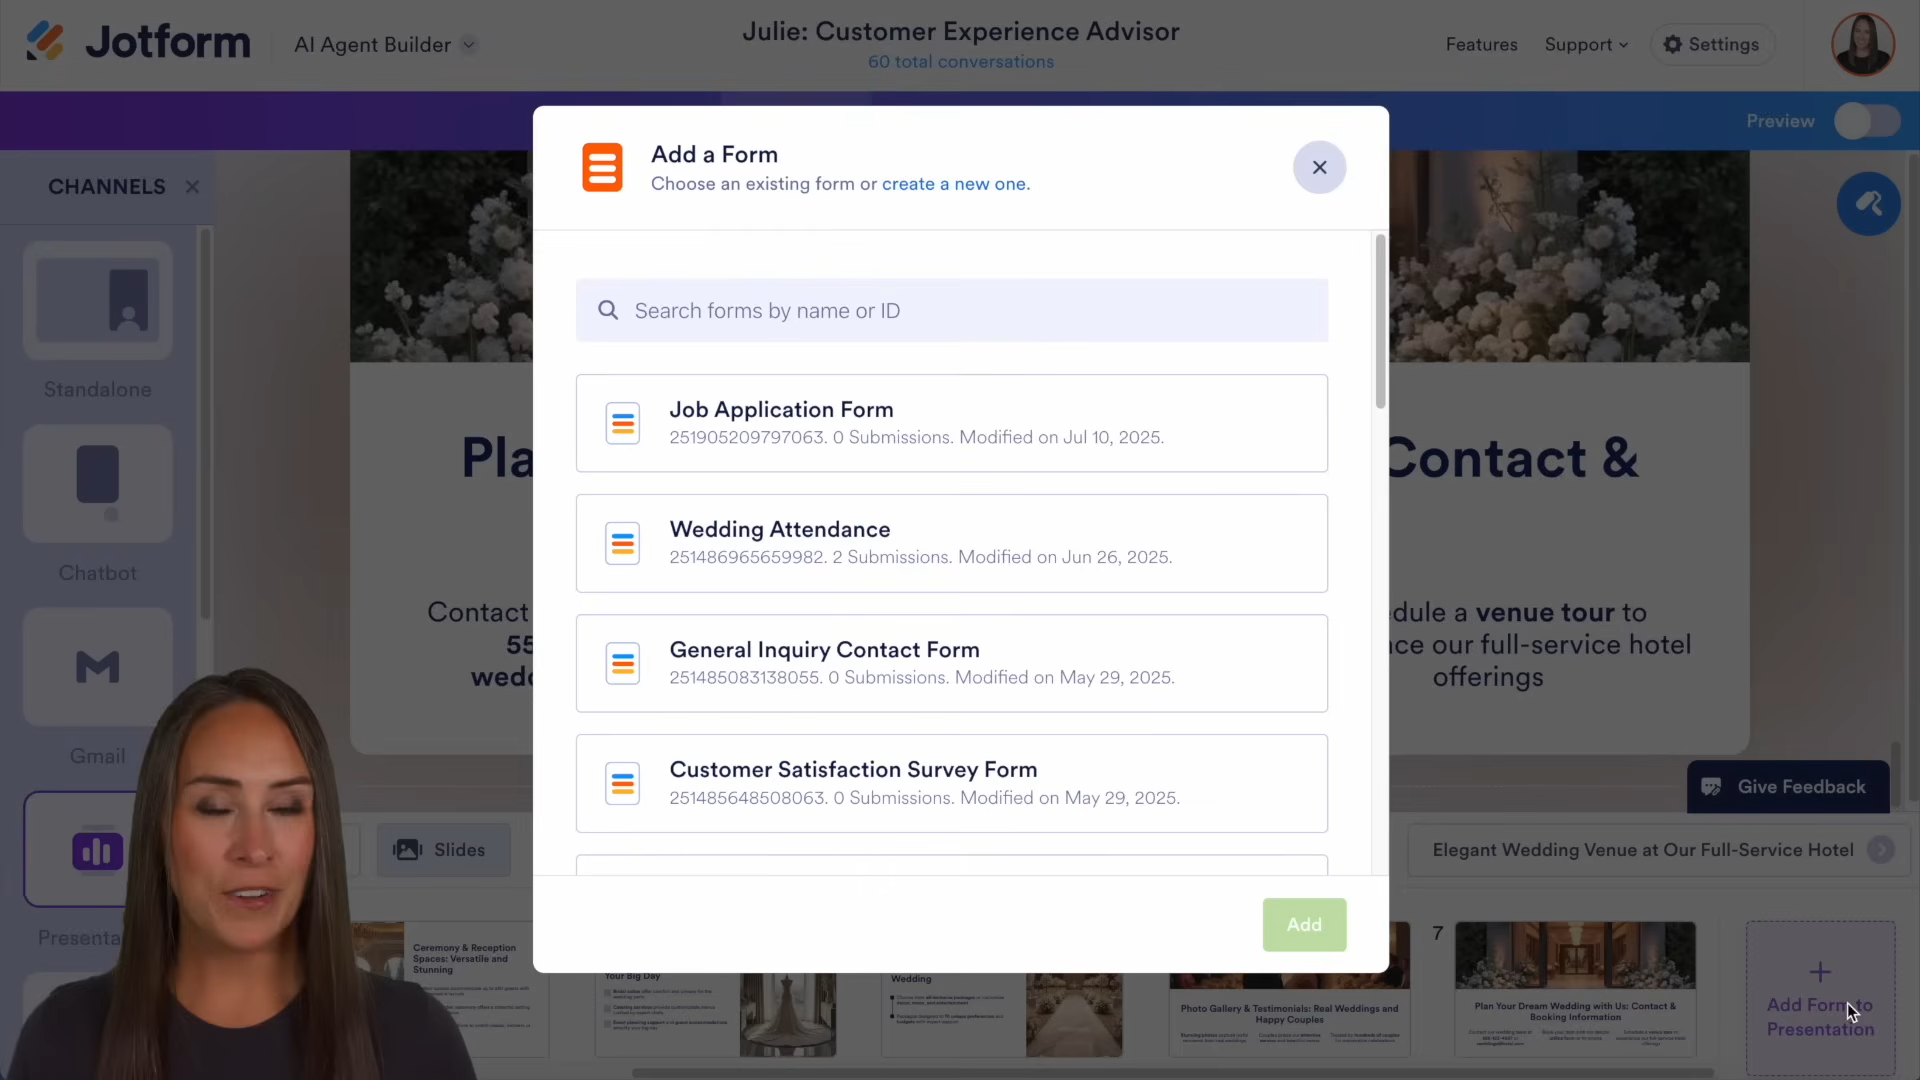 Jotform
AI Agent Builder
Julie: Customer Experience Advisor
60 total conversations
Features
Support
Settings
Preview
CHANNELS
Standalone
Chatbot
Gmail
Presenta
Add a Form
Choose an existing form or create a new one.
Search forms by name or ID
Job Application Form
251905209797063. 0 Submissions. Modified on Jul 10, 2025.
Wedding Attendance
251486965659982. 2 Submissions. Modified on Jun 26, 2025.
General Inquiry Contact Form
251485083138055. 0 Submissions. Modified on May 29, 2025.
Customer Satisfaction Survey Form
251485648508063. 0 Submissions. Modified on May 29, 2025.
Add
Pla
Contact
55
wedd
Contact &
edule a venue tour to
nce our full-service hotel
offerings
Give Feedback
Slides
Elegant Wedding Venue at Our Full-Service Hotel
Ceremony & Reception
Spaces: Versatile and
Stunning
Your Big Day
Wedding
Photo Gallery & Testimonials: Real Weddings and
Happy Couples
7
Plan Your Dream Wedding with Us: Contact &
Booking Information
Add Form to
Presentation